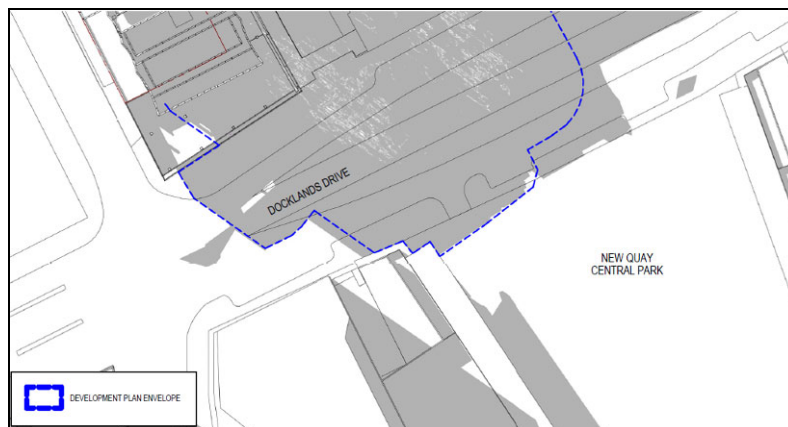 DOCKLANDS DRIVE
NEW QUAY
CENTRAL PARK
DEVELOPMENT PLAN ENVELOPE